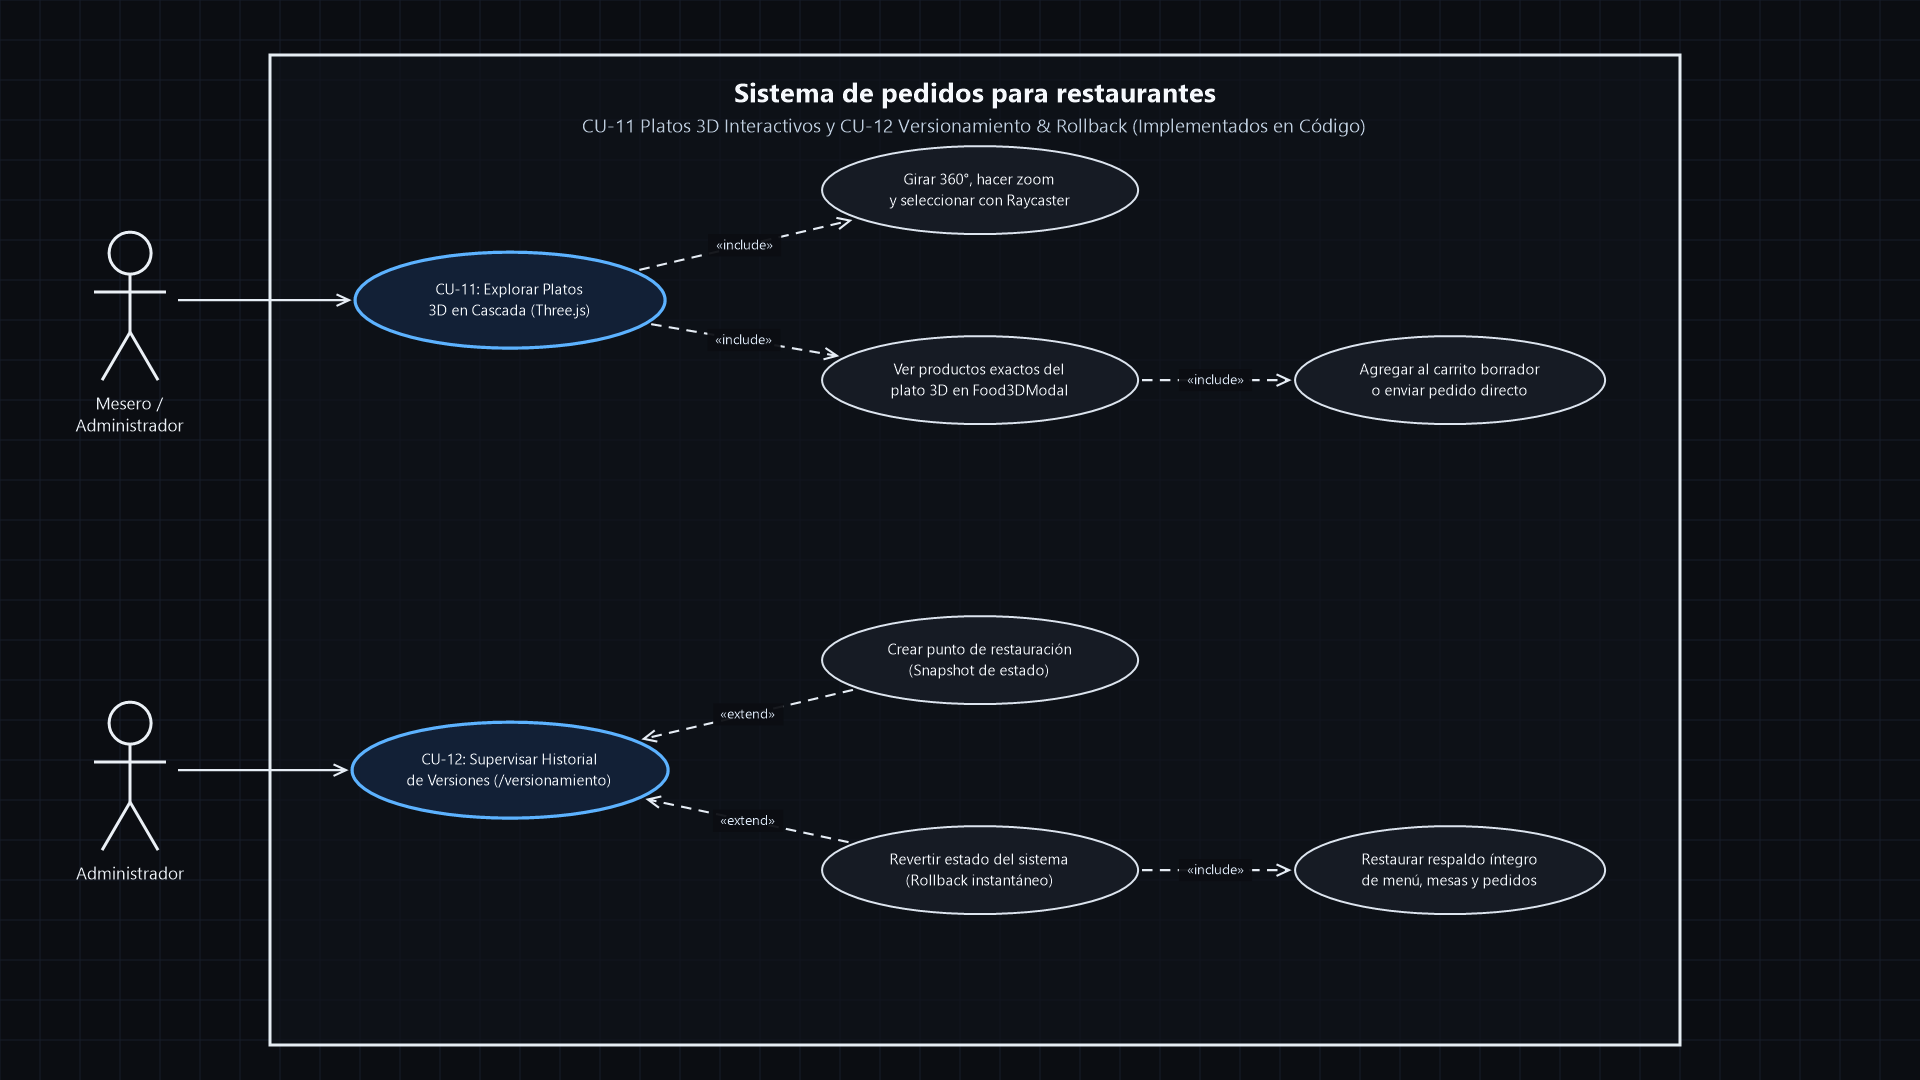 Sistema de pedidos para restaurantes
CU-11 Platos 3D Interactivos y CU-12 Versionamiento & Rollback (Implementados en Código)
Girar 360°, hacer zoom
y seleccionar con Raycaster
«include»
CU-11: Explorar Platos
3D en Cascada (Three.js)
«include»
Ver productos exactos del
plato 3D en Food3DModal
«include»
Agregar al carrito borrador
o enviar pedido directo
Mesero /
Administrador
Crear punto de restauración
(Snapshot de estado)
«extend»
CU-12: Supervisar Historial
de Versiones (/versionamiento)
«extend»
Revertir estado del sistema
(Rollback instantáneo)
«include»
Restaurar respaldo íntegro
de menú, mesas y pedidos
Administrador